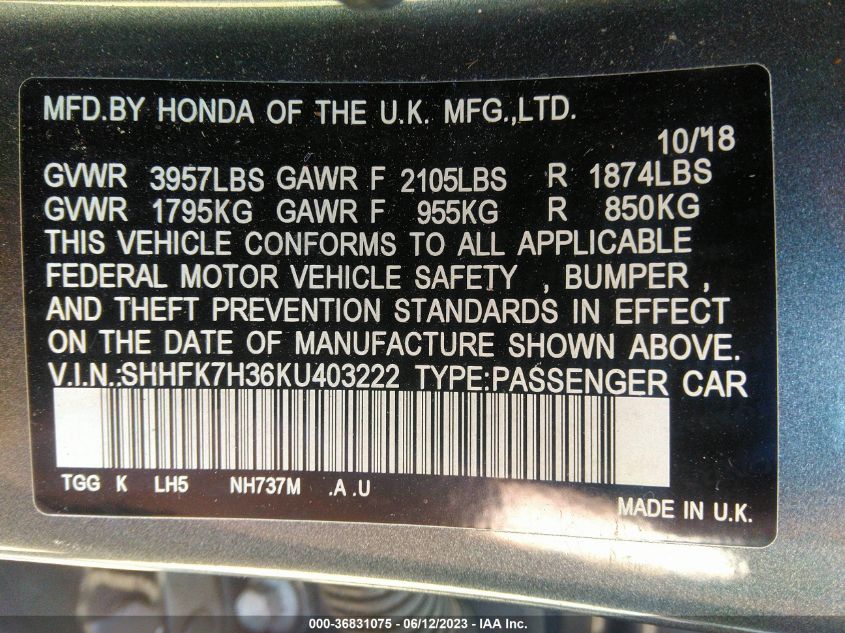 MFD.BY HONDA OF THE U.K. MFG.,LTD.
10/18
GVWR 3957LBS GAWR F 2105LBS R 1874LBS
GVWR 1795KG GAWR F 955KG R 850KG
THIS VEHICLE CONFORMS TO ALL APPLICABLE
FEDERAL MOTOR VEHICLE SAFETY , BUMPER ,
AND THEFT PREVENTION STANDARDS IN EFFECT
ON THE DATE OF MANUFACTURE SHOWN ABOVE.
V.I.N.:SHHFK7H36KU403222 TYPE:PASSENGER CAR
TGG K LH5 NH737M .A .U
MADE IN U.K.
000-36831075 — 06/12/2023 — IAA Inc.